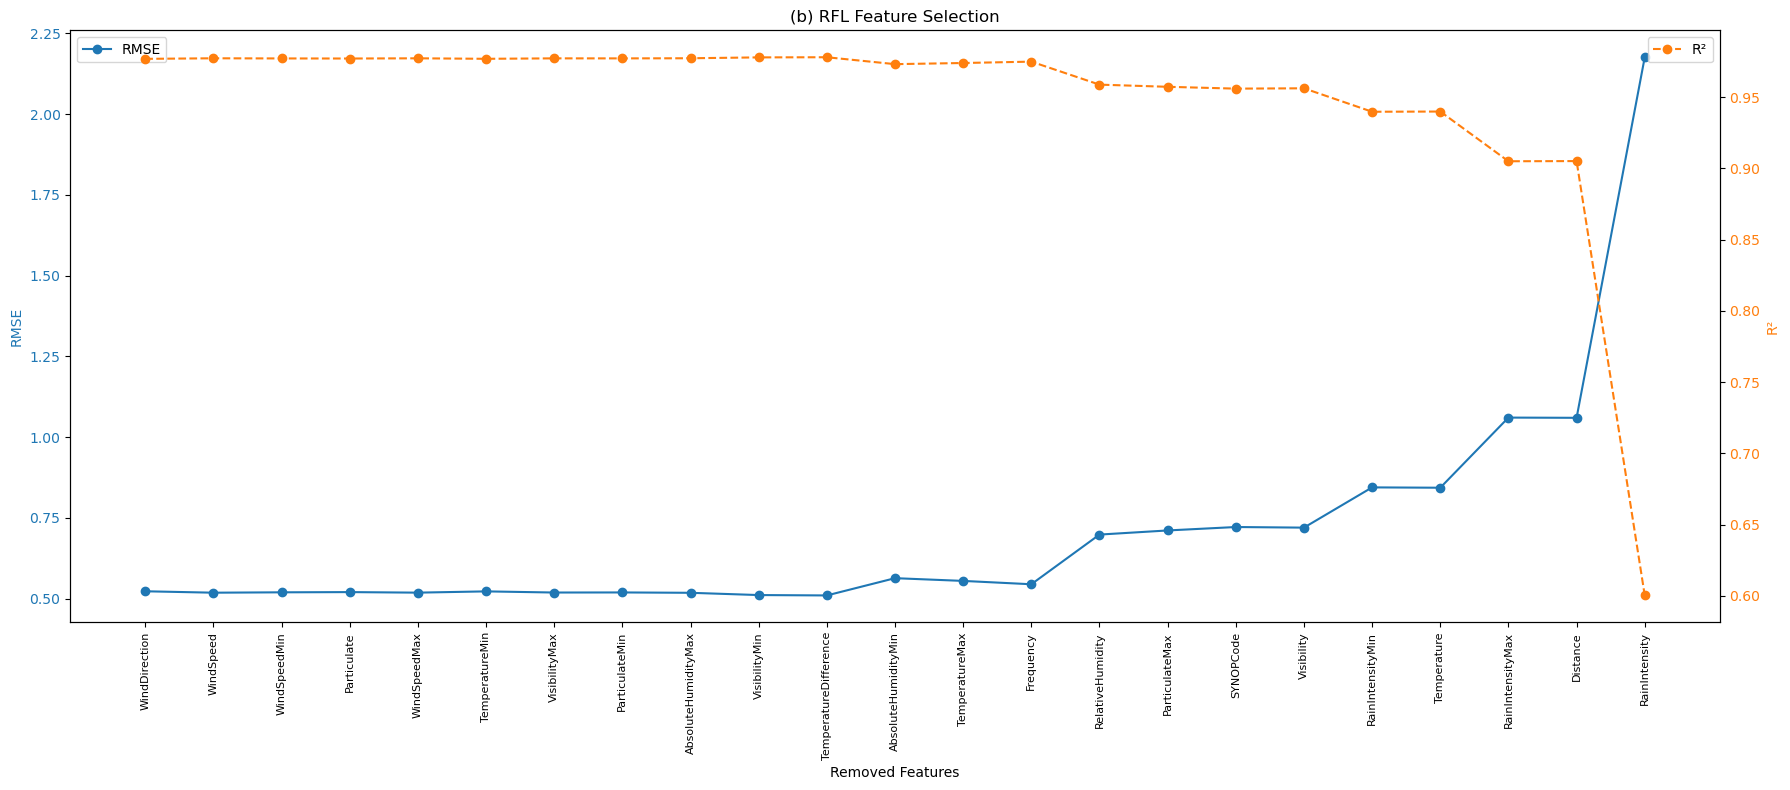 (b) RFL Feature Selection
RMSE
R²
2.25
2.00
1.75
1.50
1.25
1.00
0.75
0.50
RMSE
0.95
0.90
0.85
0.80
0.75
0.70
0.65
0.60
R²
WindDirection
WindSpeed
WindSpeedMin
Particulate
WindSpeedMax
TemperatureMin
VisibilityMax
ParticulateMin
AbsoluteHumidityMax
VisibilityMin
TemperatureDifference
AbsoluteHumidityMin
TemperatureMax
Frequency
RelativeHumidity
ParticulateMax
SYNOPCode
Visibility
RainIntensityMin
Temperature
RainIntensityMax
Distance
RainIntensity
Removed Features